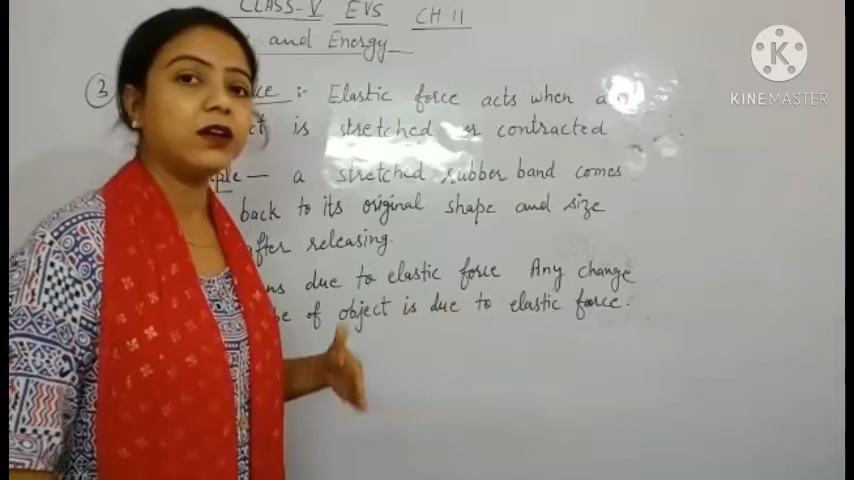 CLASS-V EVS CH 11
and Energy
③ :- Elastic force acts when a
is stretched or contracted
— a stretched rubber band comes
back to its original shape and size
after releasing.
due to elastic force Any change
of object is due to elastic force.
KINEMASTER